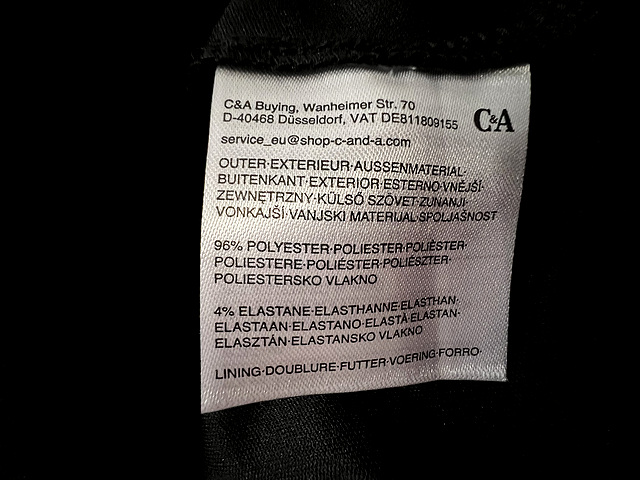 C&A Buying, Wanheimer Str. 70
D-40468 Düsseldorf, VAT DE811809155
C&A
service_eu@shop-c-and-a.com
OUTER·EXTERIEUR·AUSSENMATERIAL·
BUITENKANT·EXTERIOR·ESTERNO·VNĚJŠÍ·
ZEWNĘTRZNY·KÜLSŐ SZÖVET·ZUNANJI·
VONKAJŠÍ·VANJSKI MATERIJAL·SPOLJAŠNOST
96% POLYESTER·POLIESTER·POLIÉSTER·
POLIESTERE·POLIÉSTER·POLIÉSZTER·
POLIESTERSKO VLAKNO
4% ELASTANE·ELASTHANNE·ELASTHAN·
ELASTAAN·ELASTANO·ELASTÀ·ELASTAN·
ELASZTÁN·ELASTANSKO VLAKNO
LINING·DOUBLURE·FUTTER·VOERING·FORRO·